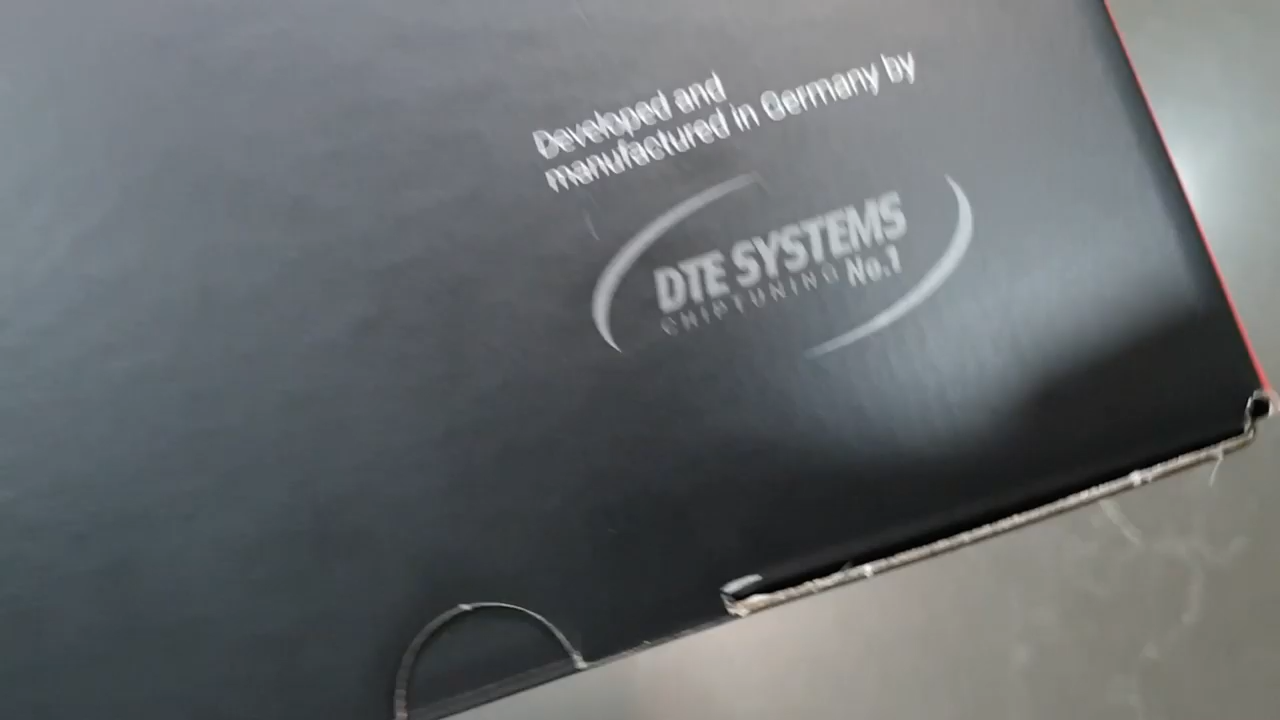 Developed and
manufactured in Germany by
DTE SYSTEMS
CHIPTUNING No.1